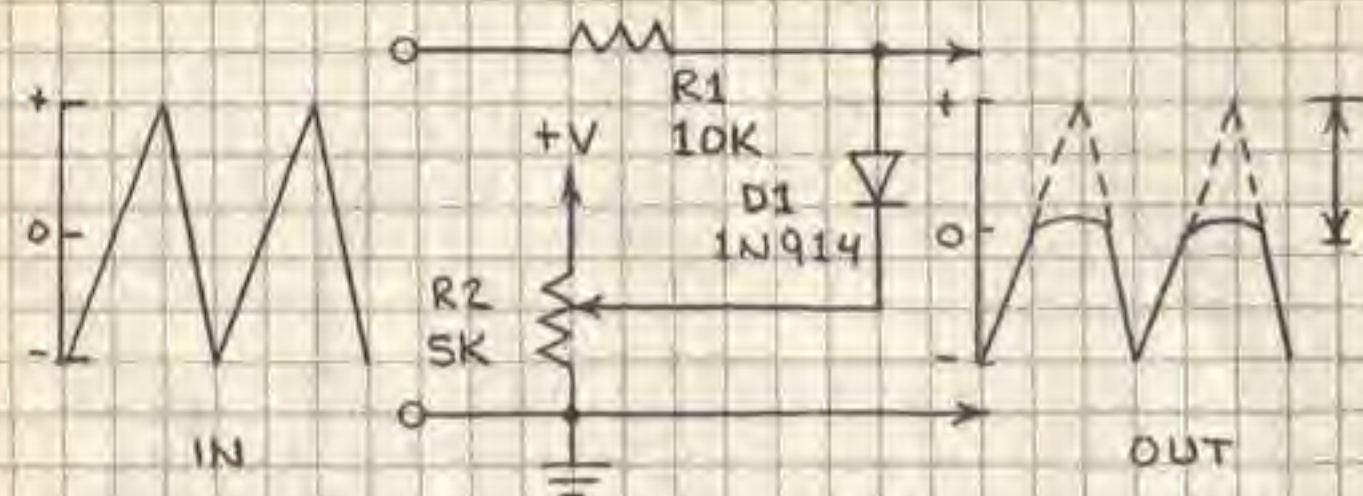 R1
10K
+V
D1
1N914
R2
5K
+
0
-
IN
+
0
-
OUT